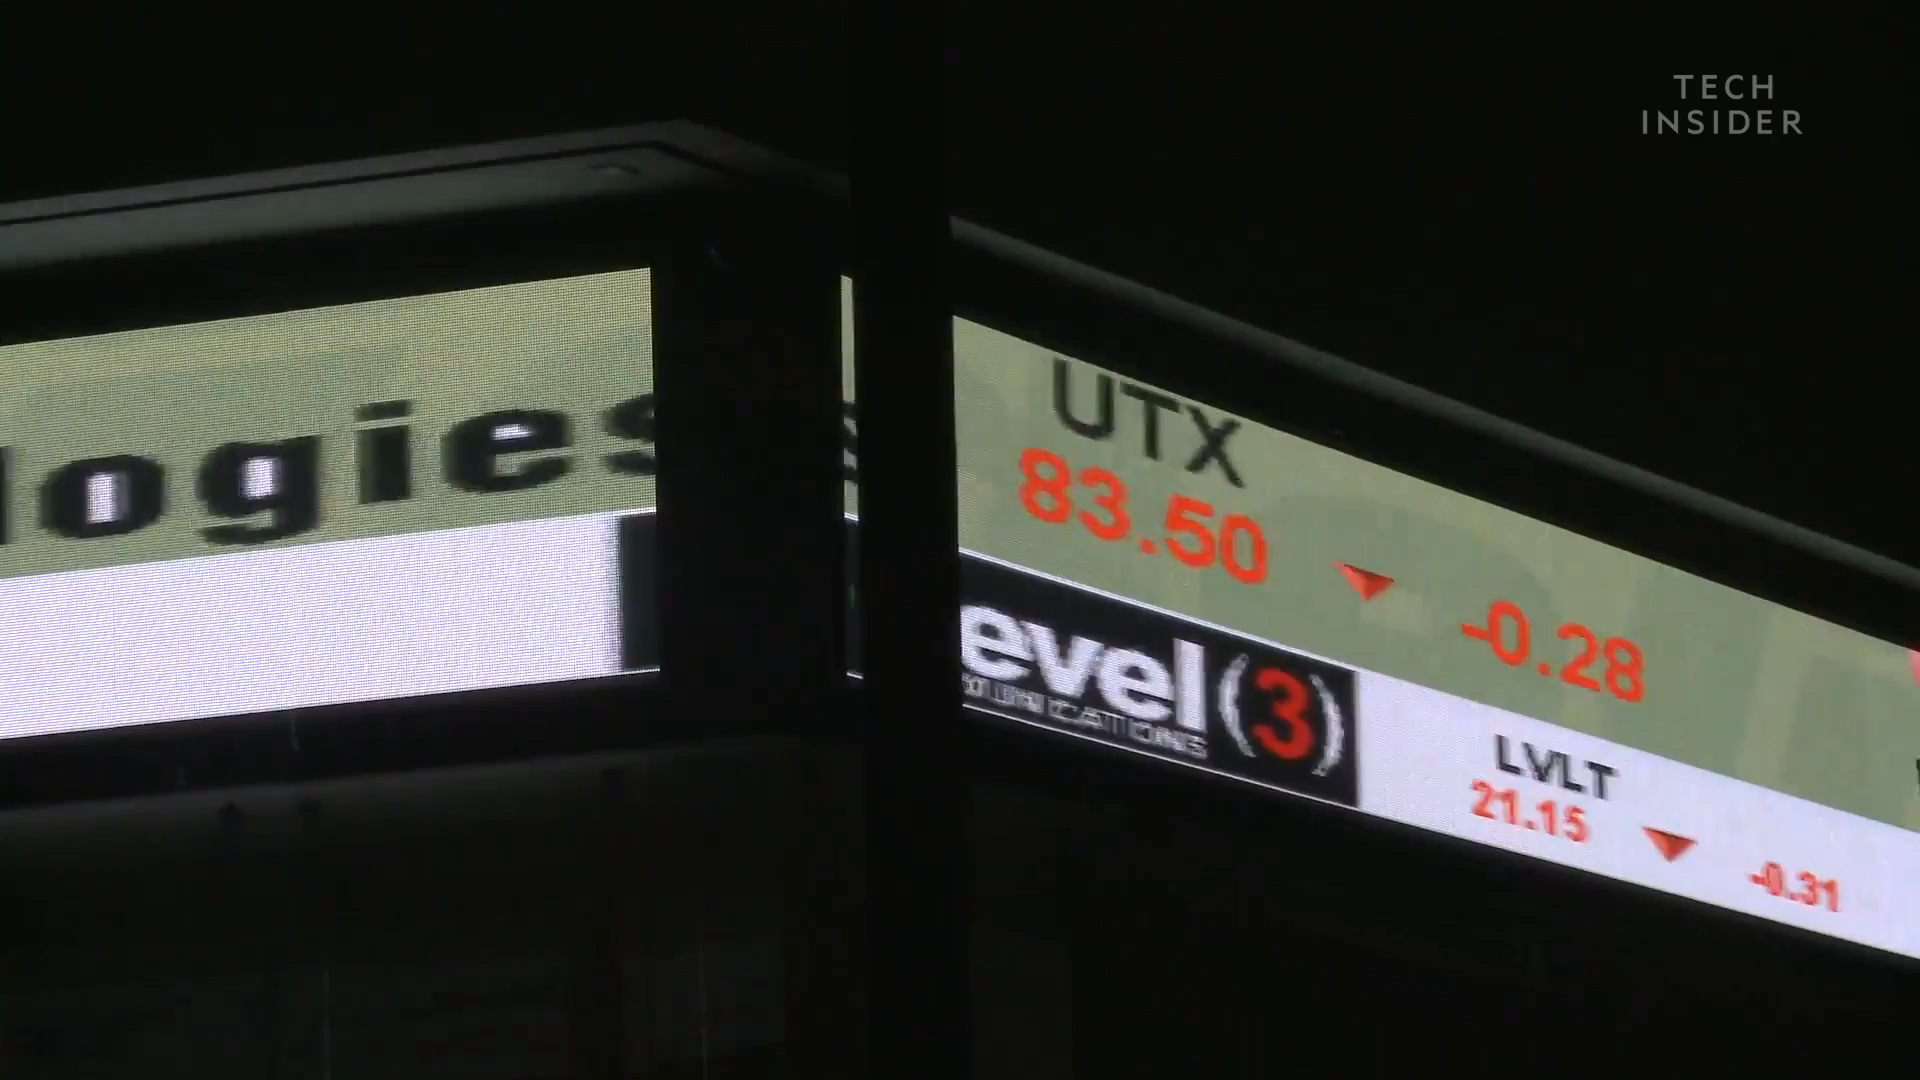 TECH
INSIDER
logies
UTX
83.50 ▼ -0.28
evel(3)
LVLT
21.15 ▼ -0.31